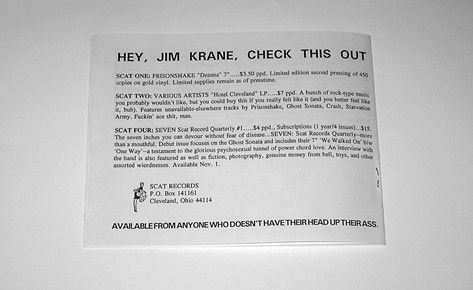 HEY, JIM KRANE, CHECK THIS OUT
SCAT ONE: PRISONSHAKE "Deanna" 7".....$3.50 ppd. Limited edition second pressing of 450
copies on gold vinyl. Limited supplies remain as of presstime.
SCAT TWO: VARIOUS ARTISTS "Hotel Cleveland" LP.....$7 ppd. A bunch of rock-type music
you probably wouldn't like, but you could buy this if you really felt like it (and you better feel like
it, bub). Features unavailable-elsewhere tracks by Prisonshake, Ghost Sonata, Crash, Starvation
Army. Fuckin' ace shit, man.
SCAT FOUR: SEVEN Scat Record Quarterly #1.....$4 ppd., Subscriptions (1 year/4 issues)...$15.
The seven inches you can devour without fear of disease...SEVEN: Scat Records Quarterly--more
than a mouthful. Debut issue focuses on the Ghost Sonata and includes their 7" 'We Walked On' b/w
'One Way'--a testament to the glorious psychosexual tunnel of power chord love. An interview with
the band is also featured as well as fiction, photography, genuine money from hell, toys, and other
assorted wierdness. Available Nov. 1.
SCAT RECORDS
P.O. Box 141161
Cleveland, Ohio 44114
AVAILABLE FROM ANYONE WHO DOESN'T HAVE THEIR HEAD UP THEIR ASS.